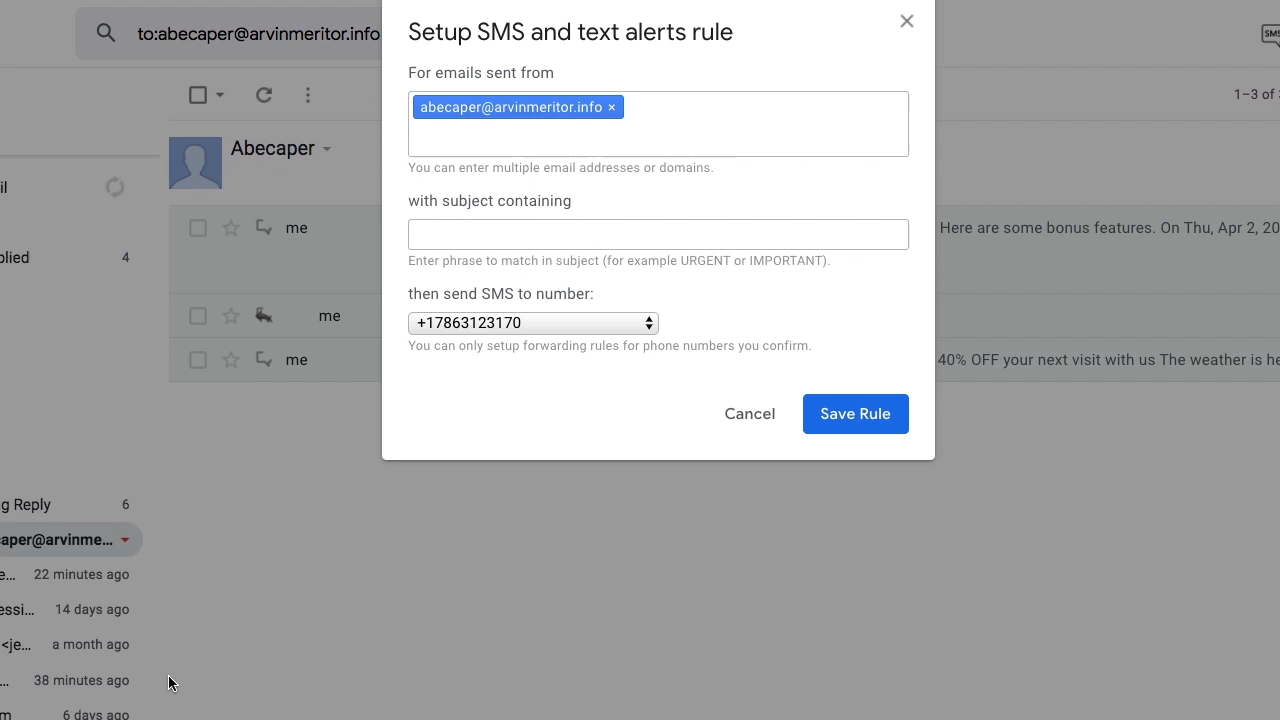 to:abecaper@arvinmeritor.info
SMS
Setup SMS and text alerts rule
For emails sent from
abecaper@arvinmeritor.info ×
You can enter multiple email addresses or domains.
with subject containing
Enter phrase to match in subject (for example URGENT or IMPORTANT).
then send SMS to number:
+17863123170
You can only setup forwarding rules for phone numbers you confirm.
Cancel
Save Rule
1–3 of
Abecaper
me
Here are some bonus features. On Thu, Apr 2, 20
me
me
40% OFF your next visit with us The weather is he
il
plied 4
g Reply 6
caper@arvinme...
e... 22 minutes ago
essi... 14 days ago
<je... a month ago
... 38 minutes ago
m 6 days ago